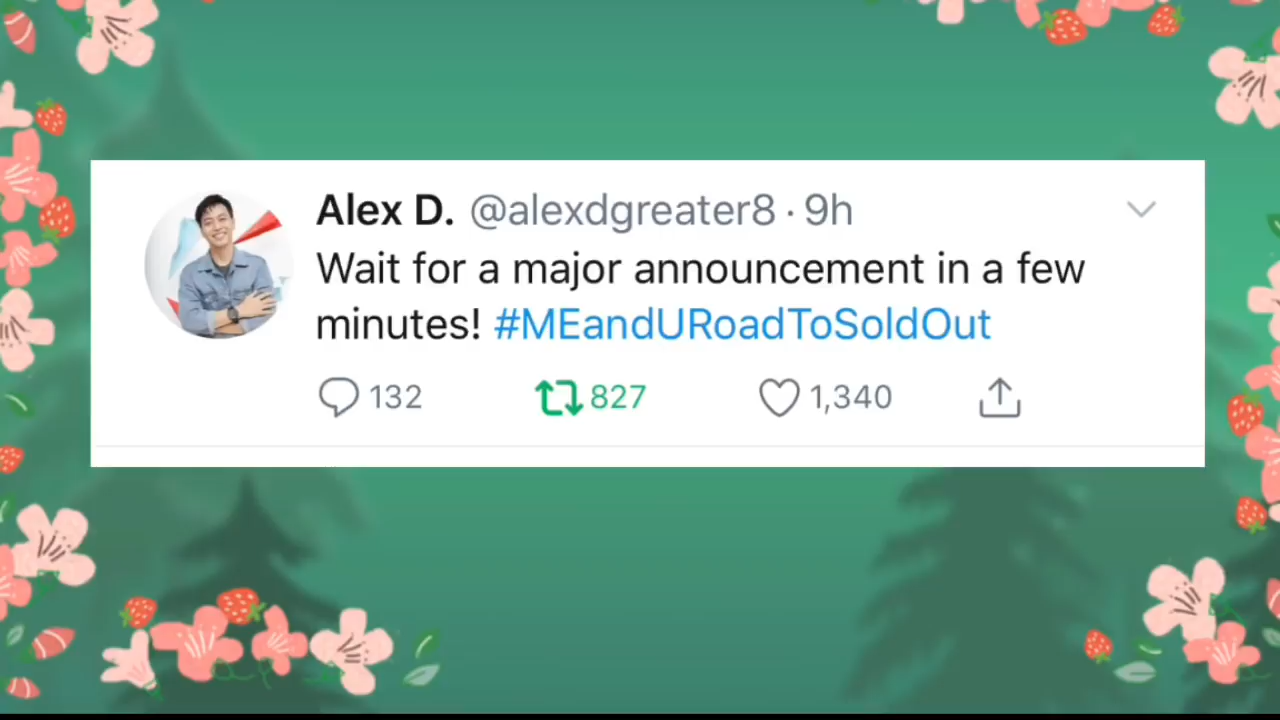 Alex D. @alexdgreater8 · 9h
Wait for a major announcement in a few
minutes! #MEandURoadToSoldOut
132 827 1,340